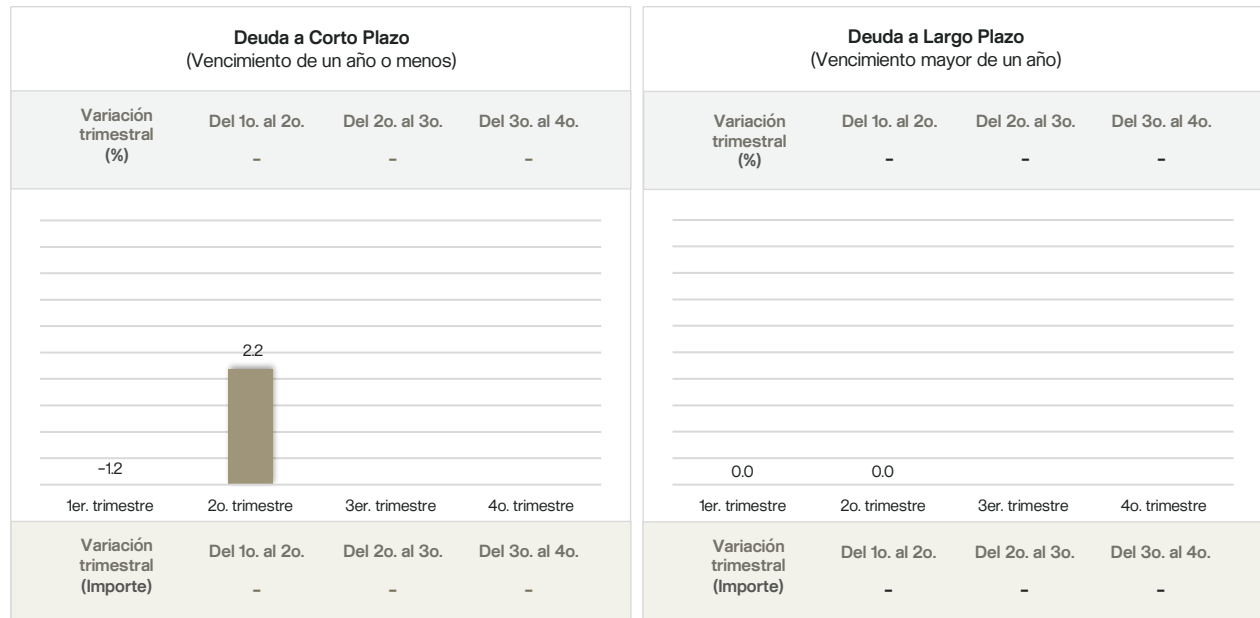 Deuda a Corto Plazo
(Vencimiento de un año o menos)
Variación trimestral (%)
Del 1o. al 2o.
Del 2o. al 3o.
Del 3o. al 4o.
–
–
–
2.2
–1.2
1er. trimestre
2o. trimestre
3er. trimestre
4o. trimestre
Variación trimestral (Importe)
Del 1o. al 2o.
Del 2o. al 3o.
Del 3o. al 4o.
–
–
–
Deuda a Largo Plazo
(Vencimiento mayor de un año)
Variación trimestral (%)
Del 1o. al 2o.
Del 2o. al 3o.
Del 3o. al 4o.
–
–
–
0.0
0.0
1er. trimestre
2o. trimestre
3er. trimestre
4o. trimestre
Variación trimestral (Importe)
Del 1o. al 2o.
Del 2o. al 3o.
Del 3o. al 4o.
–
–
–